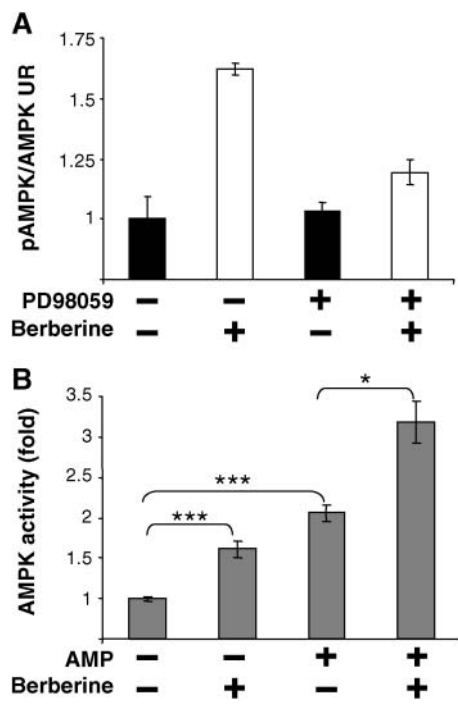 A
pAMPK/AMPK UR
1.75
1.5
1.25
1
PD98059 − − + +
Berberine − + − +
B
AMPK activity (fold)
3.5
3
2.5
2
1.5
1
*
***
***
AMP − − + +
Berberine − + − +